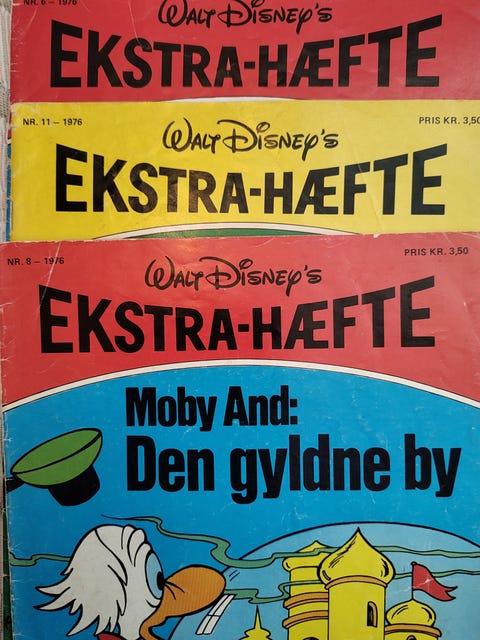 NR. 6 – 1976
WALT DISNEY'S
EKSTRA-HÆFTE
NR. 11 – 1976
PRIS KR. 3,50
WALT DISNEY'S
EKSTRA-HÆFTE
NR. 8 – 1976
PRIS KR. 3,50
WALT DISNEY'S
EKSTRA-HÆFTE
Moby And:
Den gyldne by